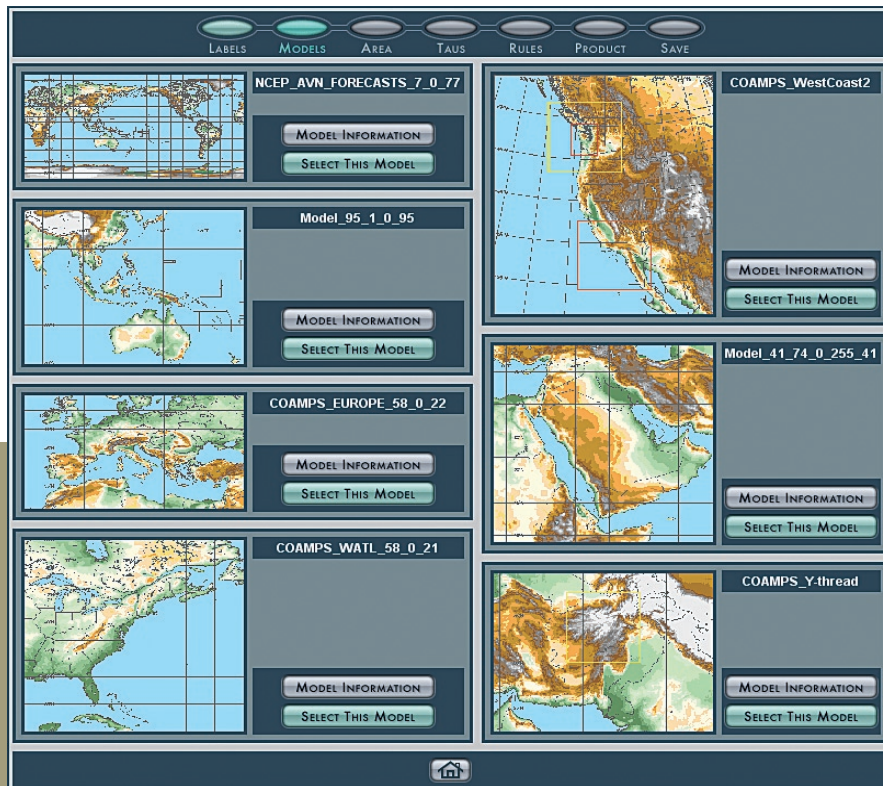 LABELS
MODELS
AREA
TAUS
RULES
PRODUCT
SAVE
NCEP_AVN_FORECASTS_7_0_77
MODEL INFORMATION
SELECT THIS MODEL
Model_95_1_0_95
MODEL INFORMATION
SELECT THIS MODEL
COAMPS_EUROPE_58_0_22
MODEL INFORMATION
SELECT THIS MODEL
COAMPS_WATL_58_0_21
MODEL INFORMATION
SELECT THIS MODEL
COAMPS_WestCoast2
MODEL INFORMATION
SELECT THIS MODEL
Model_41_74_0_255_41
MODEL INFORMATION
SELECT THIS MODEL
COAMPS_Y-thread
MODEL INFORMATION
SELECT THIS MODEL